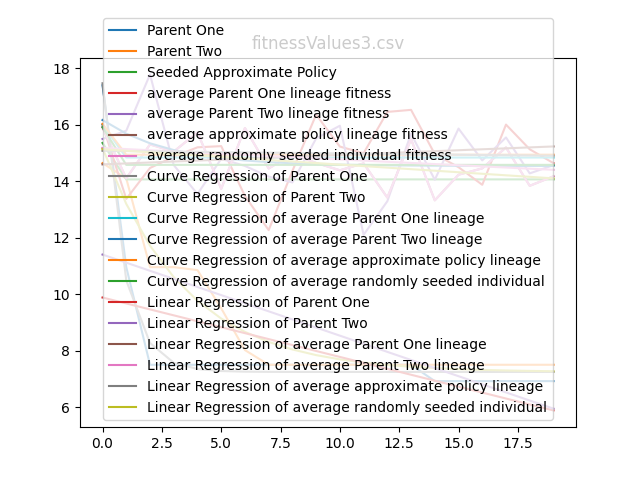 fitnessValues3.csv
Parent One
Parent Two
Seeded Approximate Policy
average Parent One lineage fitness
average Parent Two lineage fitness
average approximate policy lineage fitness
average randomly seeded individual fitness
Curve Regression of Parent One
Curve Regression of Parent Two
Curve Regression of average Parent One lineage
Curve Regression of average Parent Two lineage
Curve Regression of average approximate policy lineage
Curve Regression of average randomly seeded individual
Linear Regression of Parent One
Linear Regression of Parent Two
Linear Regression of average Parent One lineage
Linear Regression of average Parent Two lineage
Linear Regression of average approximate policy lineage
Linear Regression of average randomly seeded individual
18
16
14
12
10
8
6
0.0 2.5 5.0 7.5 10.0 12.5 15.0 17.5